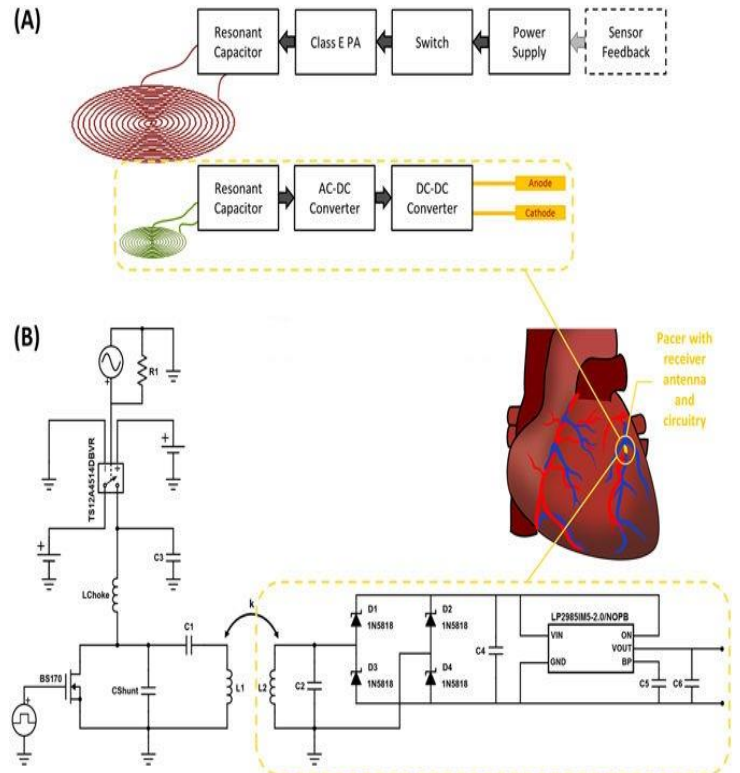 (A)
Resonant
Capacitor
Class E PA
Switch
Power
Supply
Sensor
Feedback
Resonant
Capacitor
AC-DC
Converter
DC-DC
Converter
Anode
Cathode
(B)
R1
TS12A4514DBVR
C3
LChoke
C1
BS170
CShunt
L1
k
L2
C2
D1
1N5818
D2
1N5818
D3
1N5818
D4
1N5818
C4
LP2985IM5-2.0/NOPB
VIN
ON
VOUT
GND
BP
C5
C6
Pacer with
receiver
antenna
and
circuitry